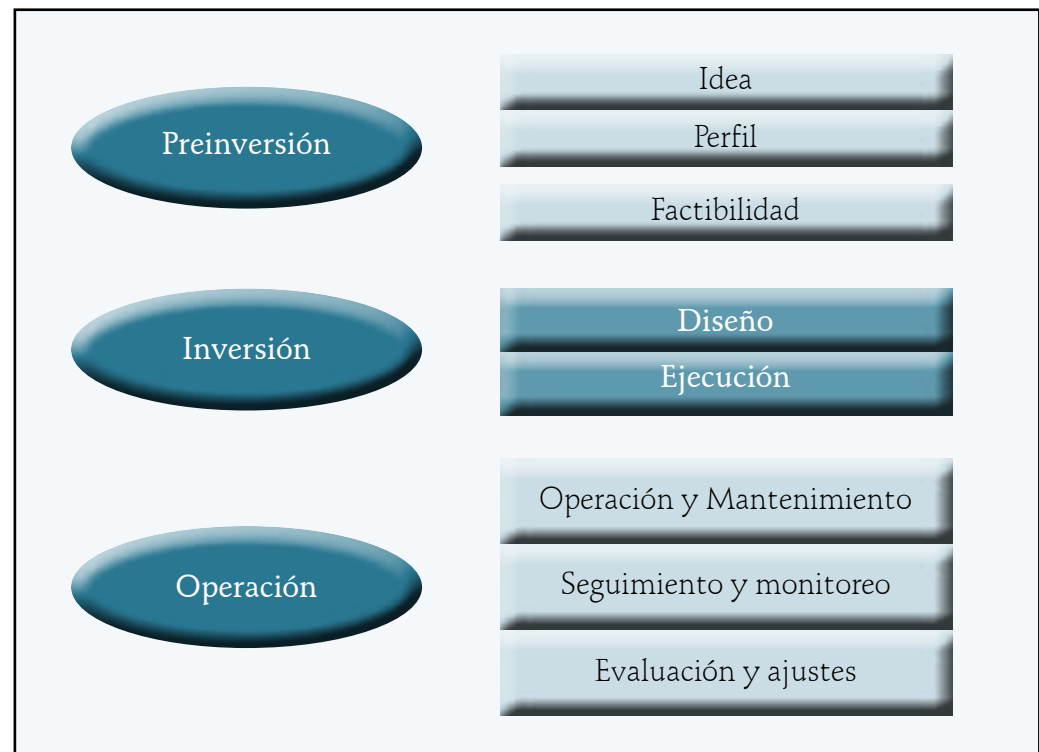 Preinversión
Idea
Perfil
Factibilidad
Inversión
Diseño
Ejecución
Operación
Operación y Mantenimiento
Seguimiento y monitoreo
Evaluación y ajustes